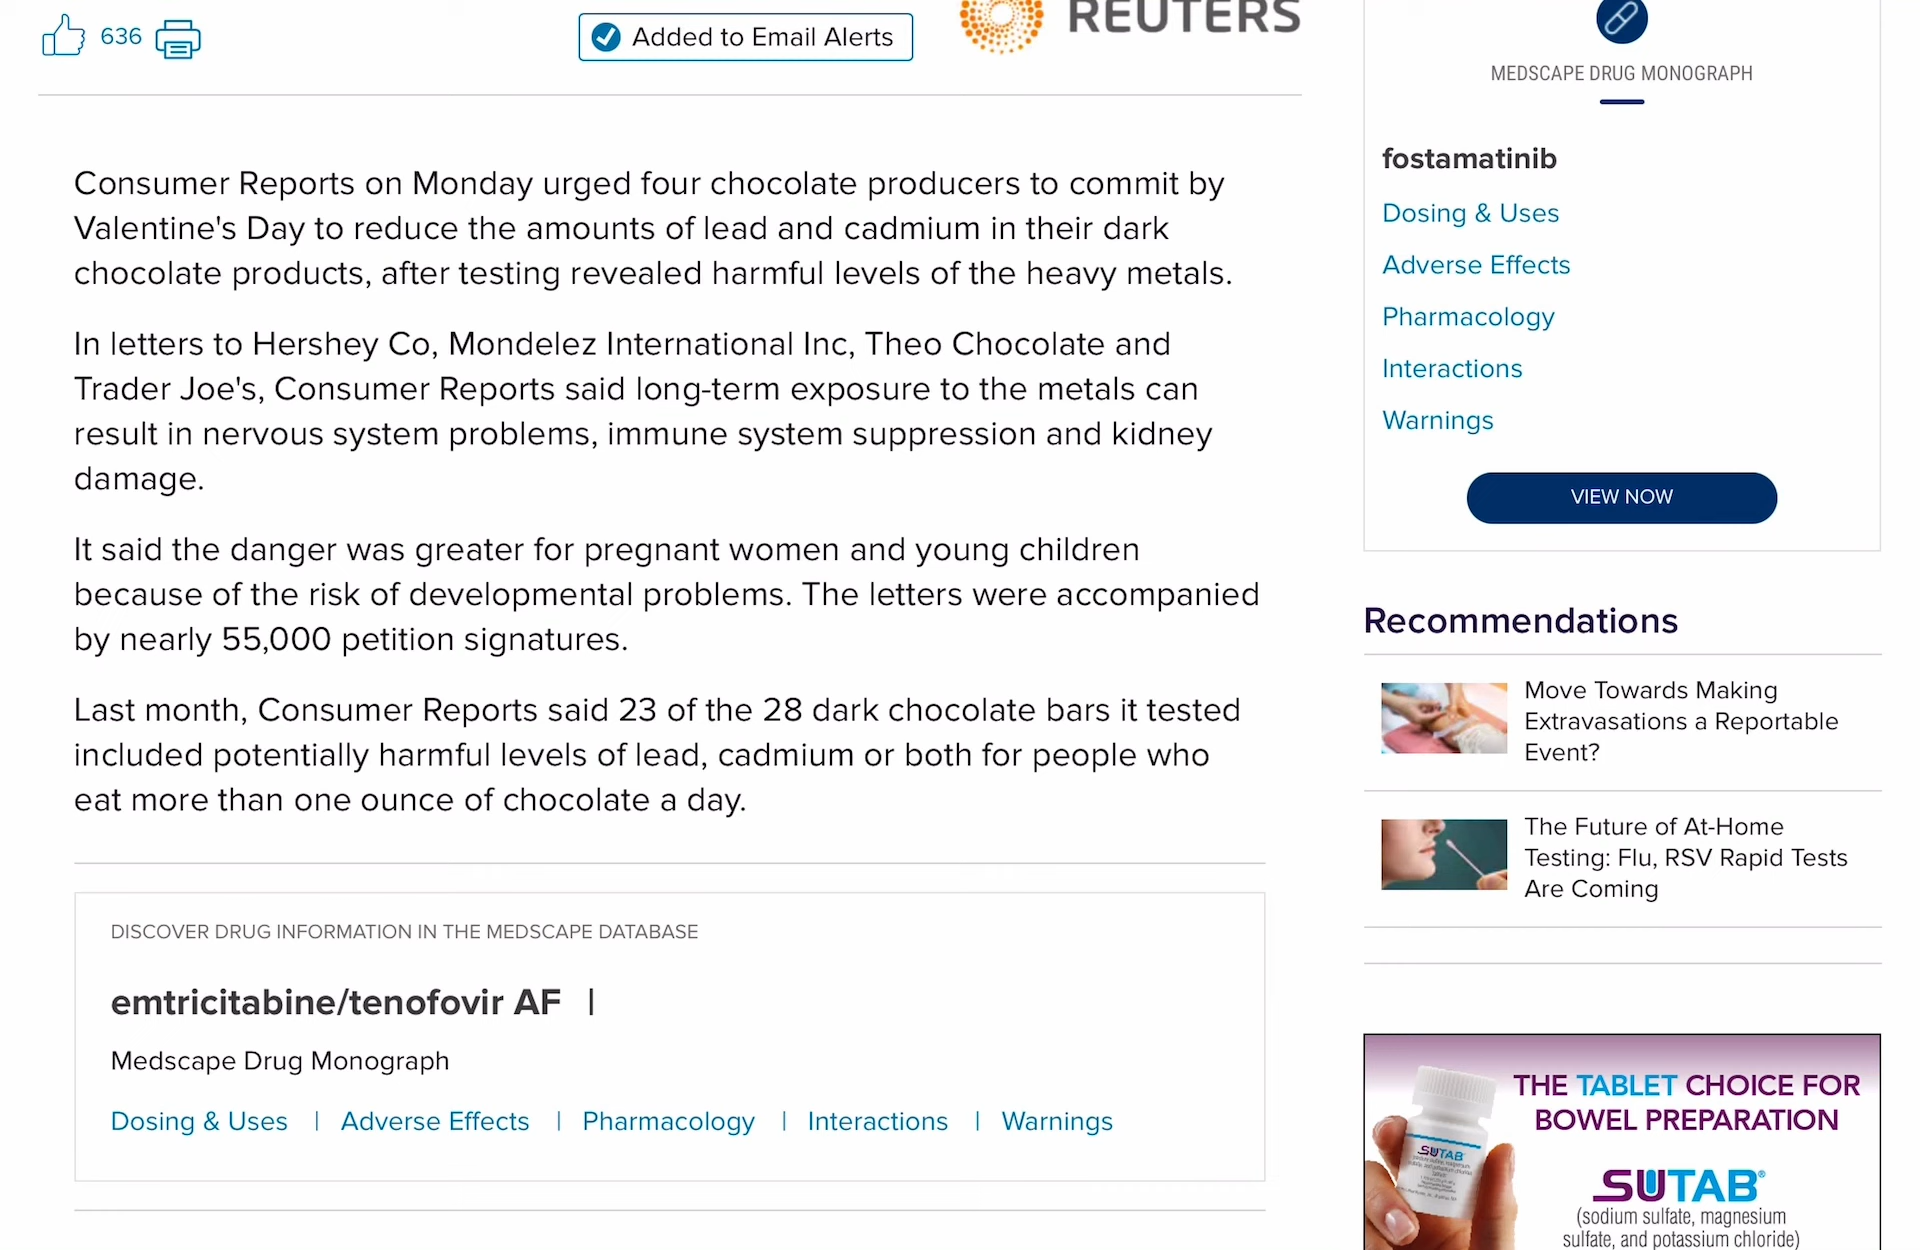 636
Added to Email Alerts
REUTERS
Consumer Reports on Monday urged four chocolate producers to commit by
Valentine's Day to reduce the amounts of lead and cadmium in their dark
chocolate products, after testing revealed harmful levels of the heavy metals.
In letters to Hershey Co, Mondelez International Inc, Theo Chocolate and
Trader Joe's, Consumer Reports said long-term exposure to the metals can
result in nervous system problems, immune system suppression and kidney
damage.
It said the danger was greater for pregnant women and young children
because of the risk of developmental problems. The letters were accompanied
by nearly 55,000 petition signatures.
Last month, Consumer Reports said 23 of the 28 dark chocolate bars it tested
included potentially harmful levels of lead, cadmium or both for people who
eat more than one ounce of chocolate a day.
DISCOVER DRUG INFORMATION IN THE MEDSCAPE DATABASE
emtricitabine/tenofovir AF |
Medscape Drug Monograph
Dosing & Uses | Adverse Effects | Pharmacology | Interactions | Warnings
MEDSCAPE DRUG MONOGRAPH
fostamatinib
Dosing & Uses
Adverse Effects
Pharmacology
Interactions
Warnings
VIEW NOW
Recommendations
Move Towards Making
Extravasations a Reportable
Event?
The Future of At-Home
Testing: Flu, RSV Rapid Tests
Are Coming
THE TABLET CHOICE FOR
BOWEL PREPARATION
SUTAB
SUTAB®
(sodium sulfate, magnesium
sulfate, and potassium chloride)